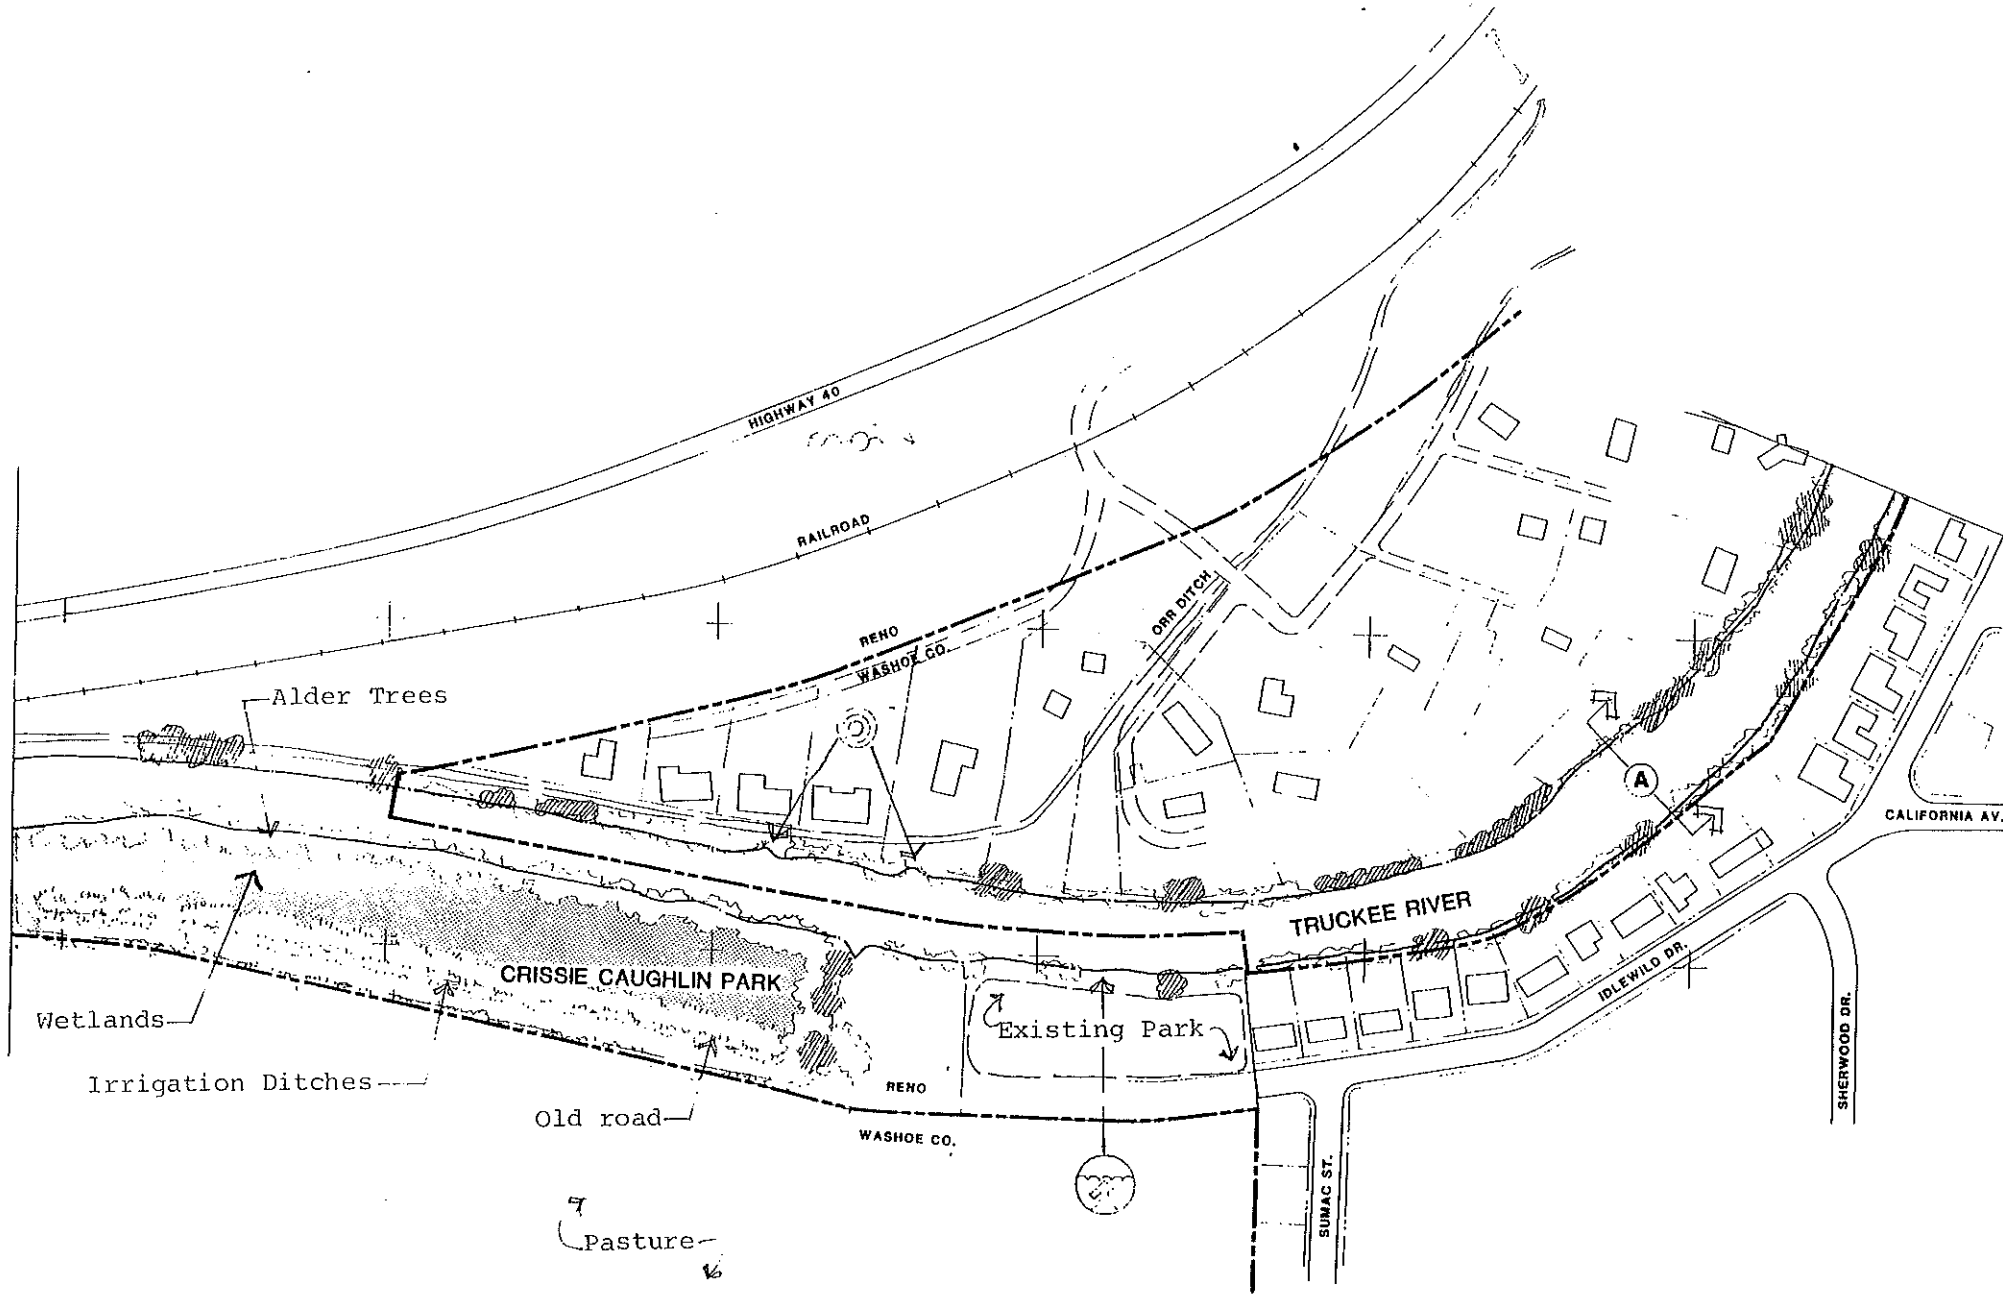 HIGHWAY 40
RAILROAD
ORR DITCH
RENO
WASHOE CO.
Alder Trees
A
CALIFORNIA AV.
TRUCKEE RIVER
CRISSIE CAUGHLIN PARK
IDLEWILD DR.
Wetlands
Existing Park
Irrigation Ditches
SHERWOOD DR.
RENO
Old road
WASHOE CO.
SUMAC ST.
Pasture